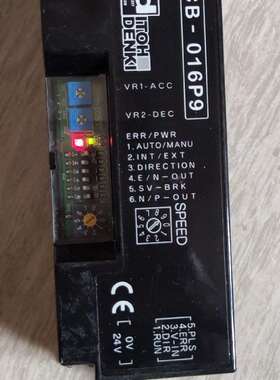 ITOH
DENKI
CB-016P9
VR1-ACC
VR2-DEC
ERR/PWR
1. AUTO/MANU
2. INT/EXT
3. DIRECTION
4. E/N-OUT
5. SV-BRK
6. N/P-OUT
SPEED
CE
0V
24V
5.PLS
4.ERR
3.V-IN
2.DIR
1.RUN